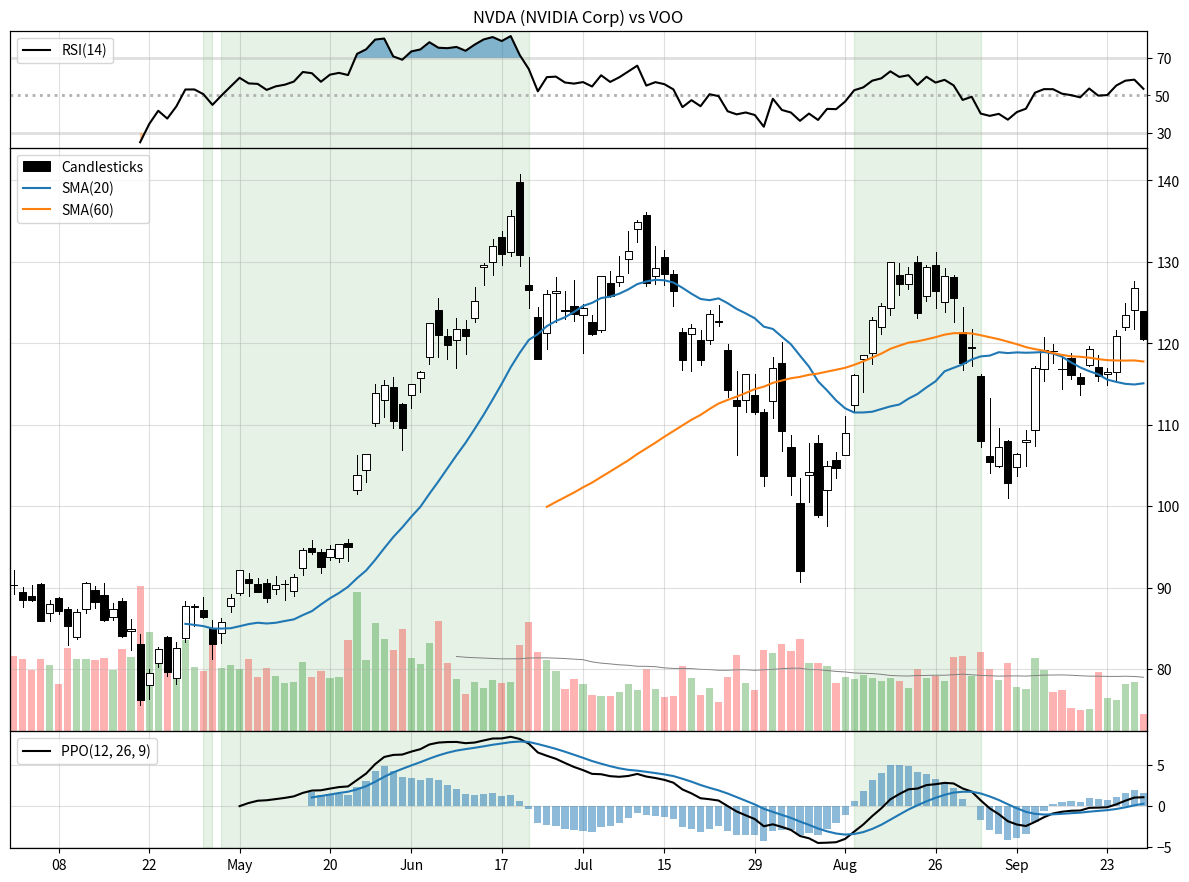 NVDA (NVIDIA Corp) vs VOO
RSI(14)
70
50
30
Candlesticks
SMA(20)
SMA(60)
140
130
120
110
100
90
80
PPO(12, 26, 9)
5
0
−5
08 22 May 20 Jun 17 Jul 15 29 Aug 26 Sep 23